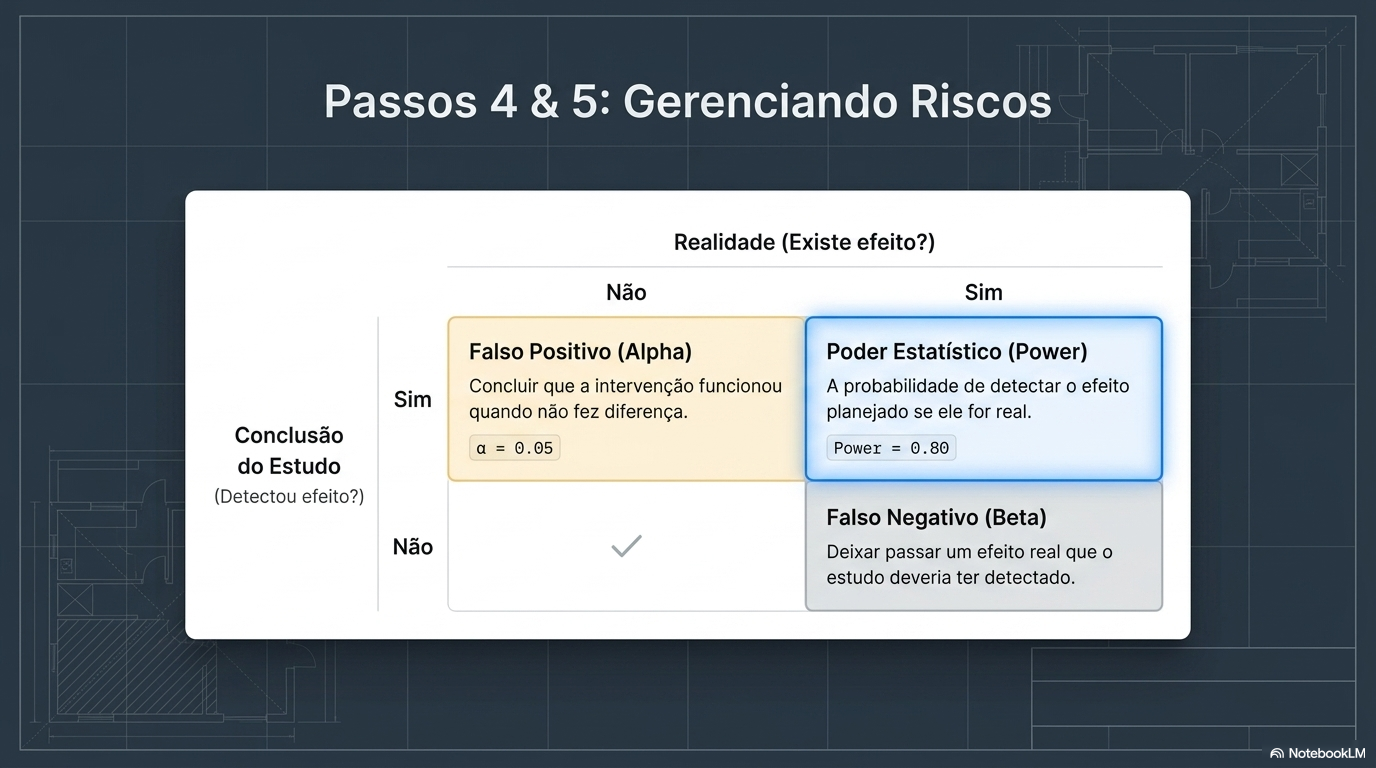 Passos 4 & 5: Gerenciando Riscos
Realidade (Existe efeito?)
Não
Sim
Conclusão
do Estudo
(Detectou efeito?)
Sim
Falso Positivo (Alpha)
Concluir que a intervenção funcionou
quando não fez diferença.
α = 0.05
Poder Estatístico (Power)
A probabilidade de detectar o efeito
planejado se ele for real.
Power = 0.80
Não
Falso Negativo (Beta)
Deixar passar um efeito real que o
estudo deveria ter detectado.
NotebookLM